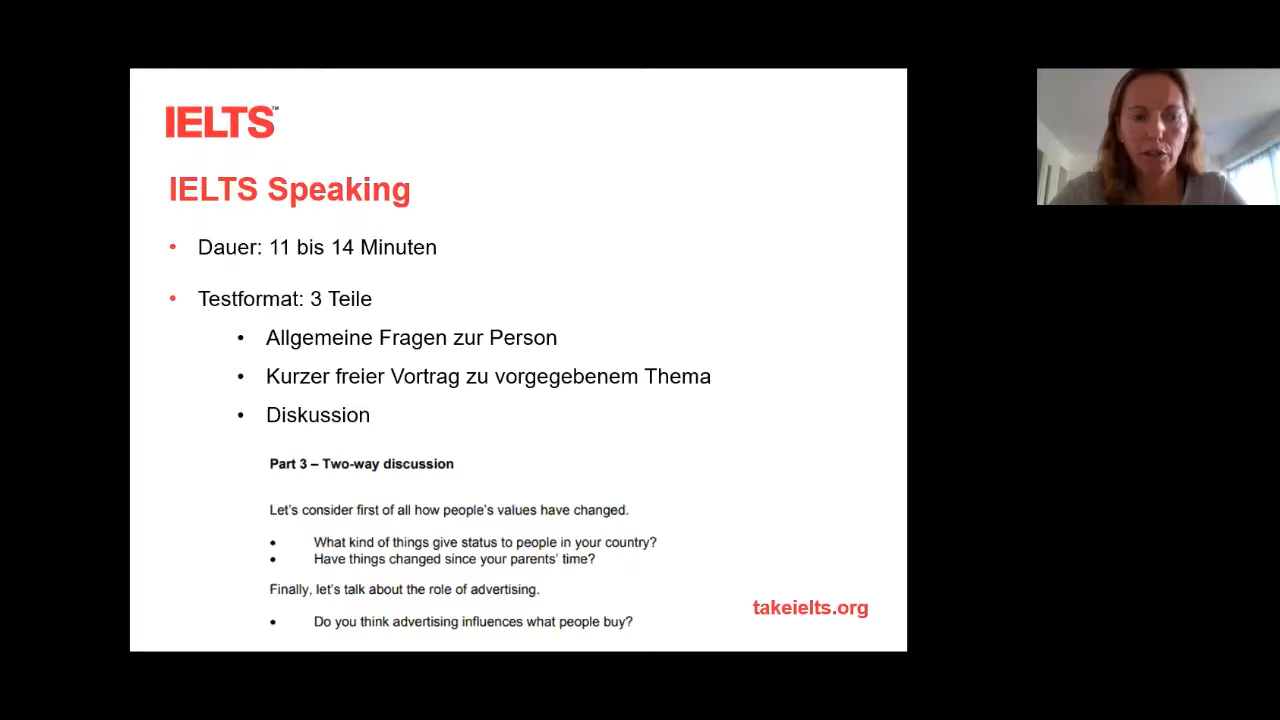 IELTS™
IELTS Speaking
• Dauer: 11 bis 14 Minuten
• Testformat: 3 Teile
• Allgemeine Fragen zur Person
• Kurzer freier Vortrag zu vorgegebenem Thema
• Diskussion
Part 3 – Two-way discussion
Let's consider first of all how people's values have changed.
• What kind of things give status to people in your country?
• Have things changed since your parents' time?
Finally, let's talk about the role of advertising.
• Do you think advertising influences what people buy?
takeielts.org